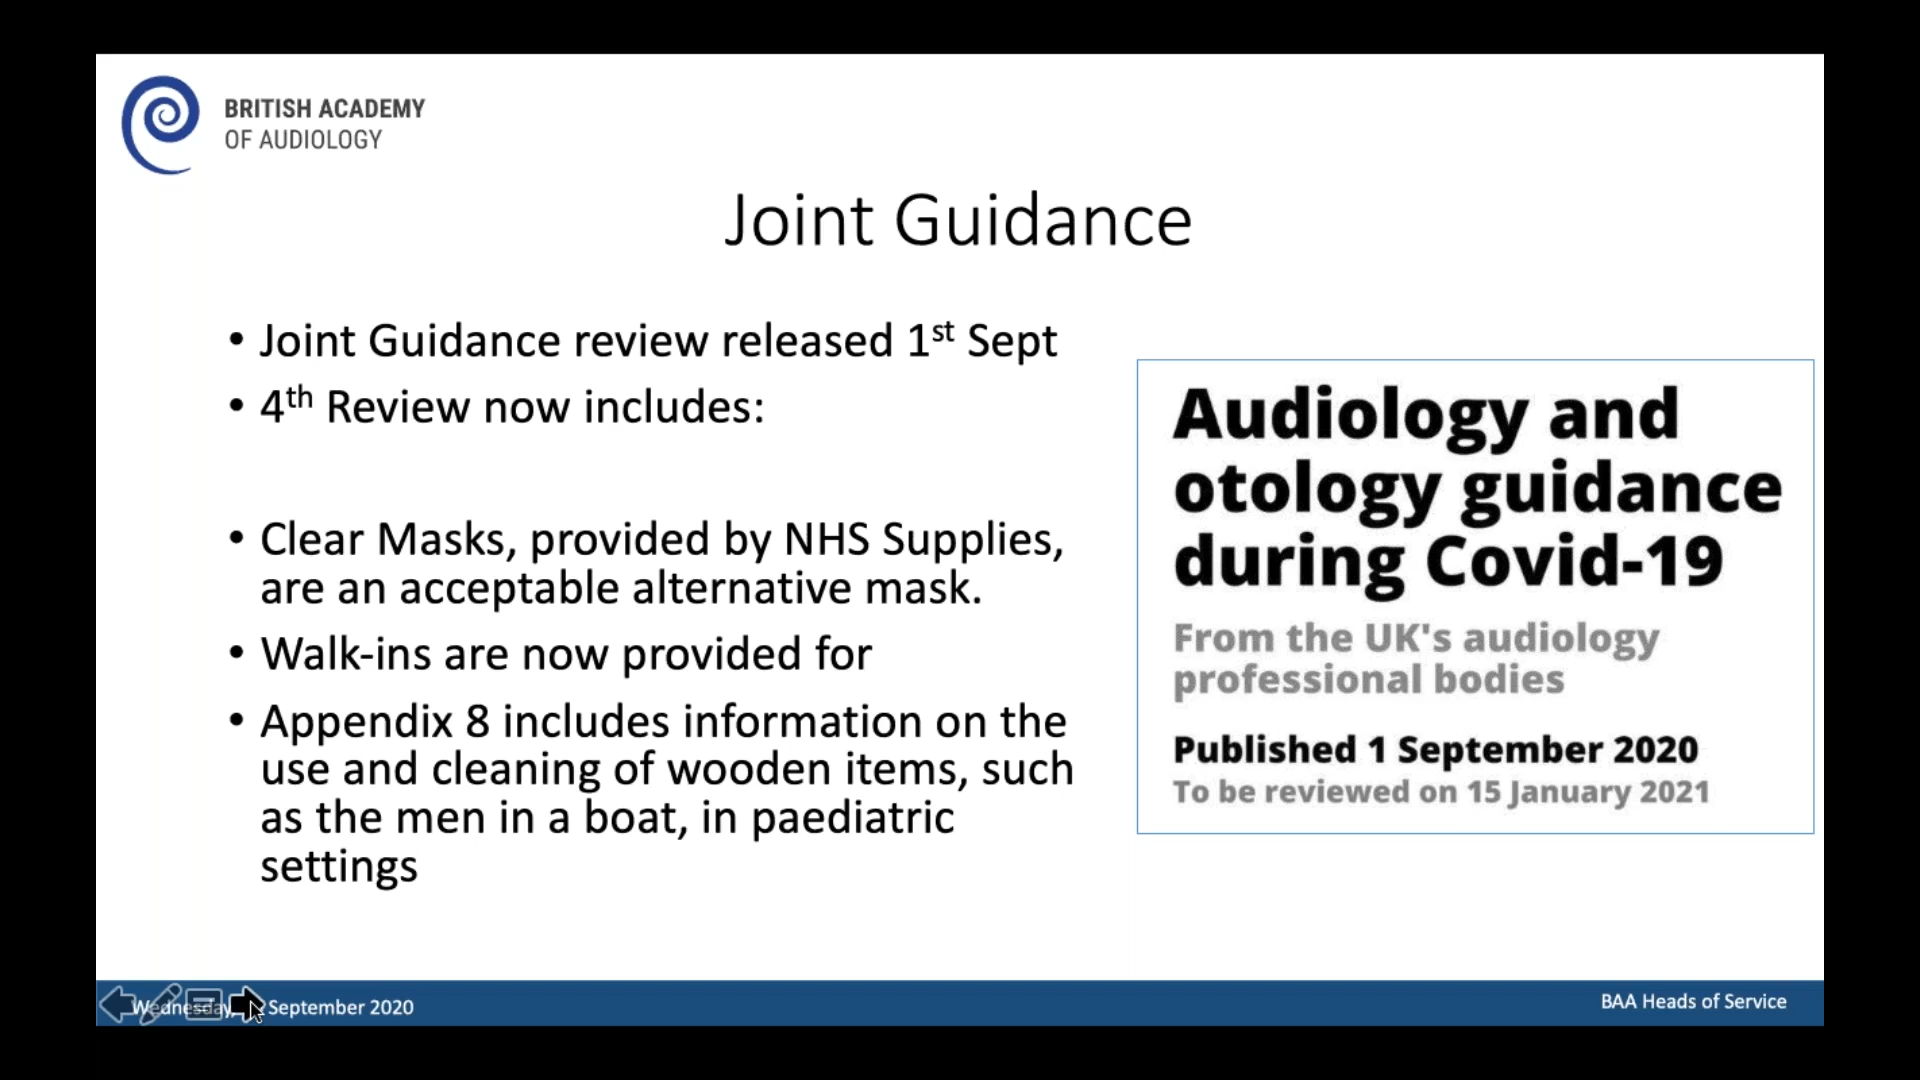 BRITISH ACADEMY
OF AUDIOLOGY
Joint Guidance
• Joint Guidance review released 1st Sept
• 4th Review now includes:
• Clear Masks, provided by NHS Supplies,
are an acceptable alternative mask.
• Walk-ins are now provided for
• Appendix 8 includes information on the
use and cleaning of wooden items, such
as the men in a boat, in paediatric
settings
Audiology and
otology guidance
during Covid-19
From the UK's audiology
professional bodies
Published 1 September 2020
To be reviewed on 15 January 2021
Wednesday, September 2020
BAA Heads of Service